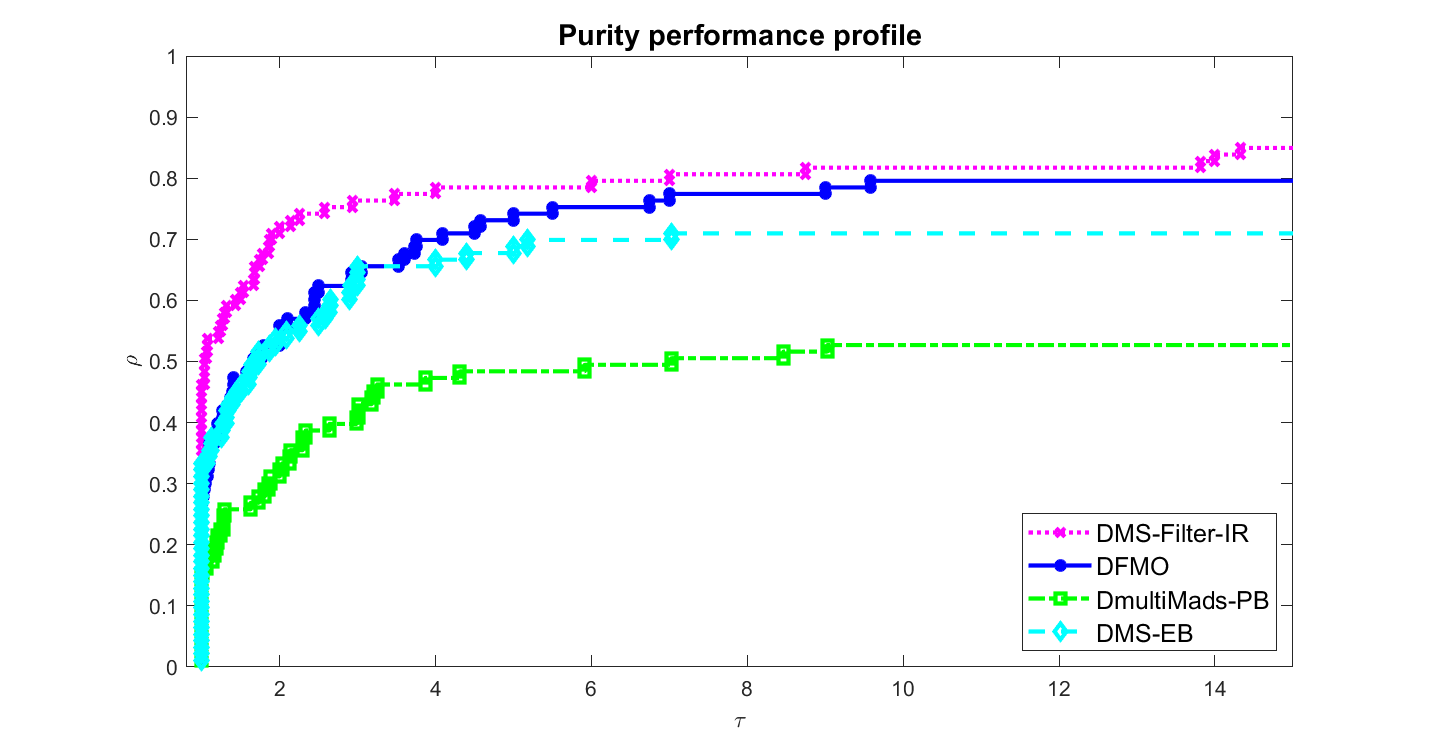 Purity performance profile
1
0.9
0.8
0.7
0.6
0.5
0.4
0.3
0.2
0.1
0
ρ
2 4 6 8 10 12 14
τ
DMS-Filter-IR
DFMO
DmultiMads-PB
DMS-EB